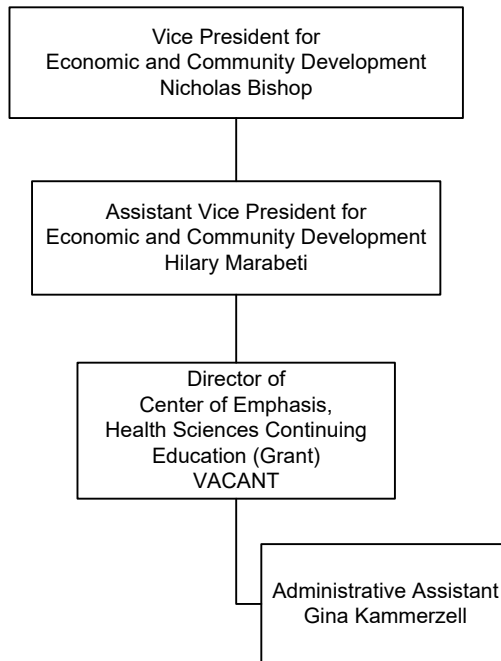 Vice President for
Economic and Community Development
Nicholas Bishop
Assistant Vice President for
Economic and Community Development
Hilary Marabeti
Director of
Center of Emphasis,
Health Sciences Continuing
Education (Grant)
VACANT
Administrative Assistant
Gina Kammerzell